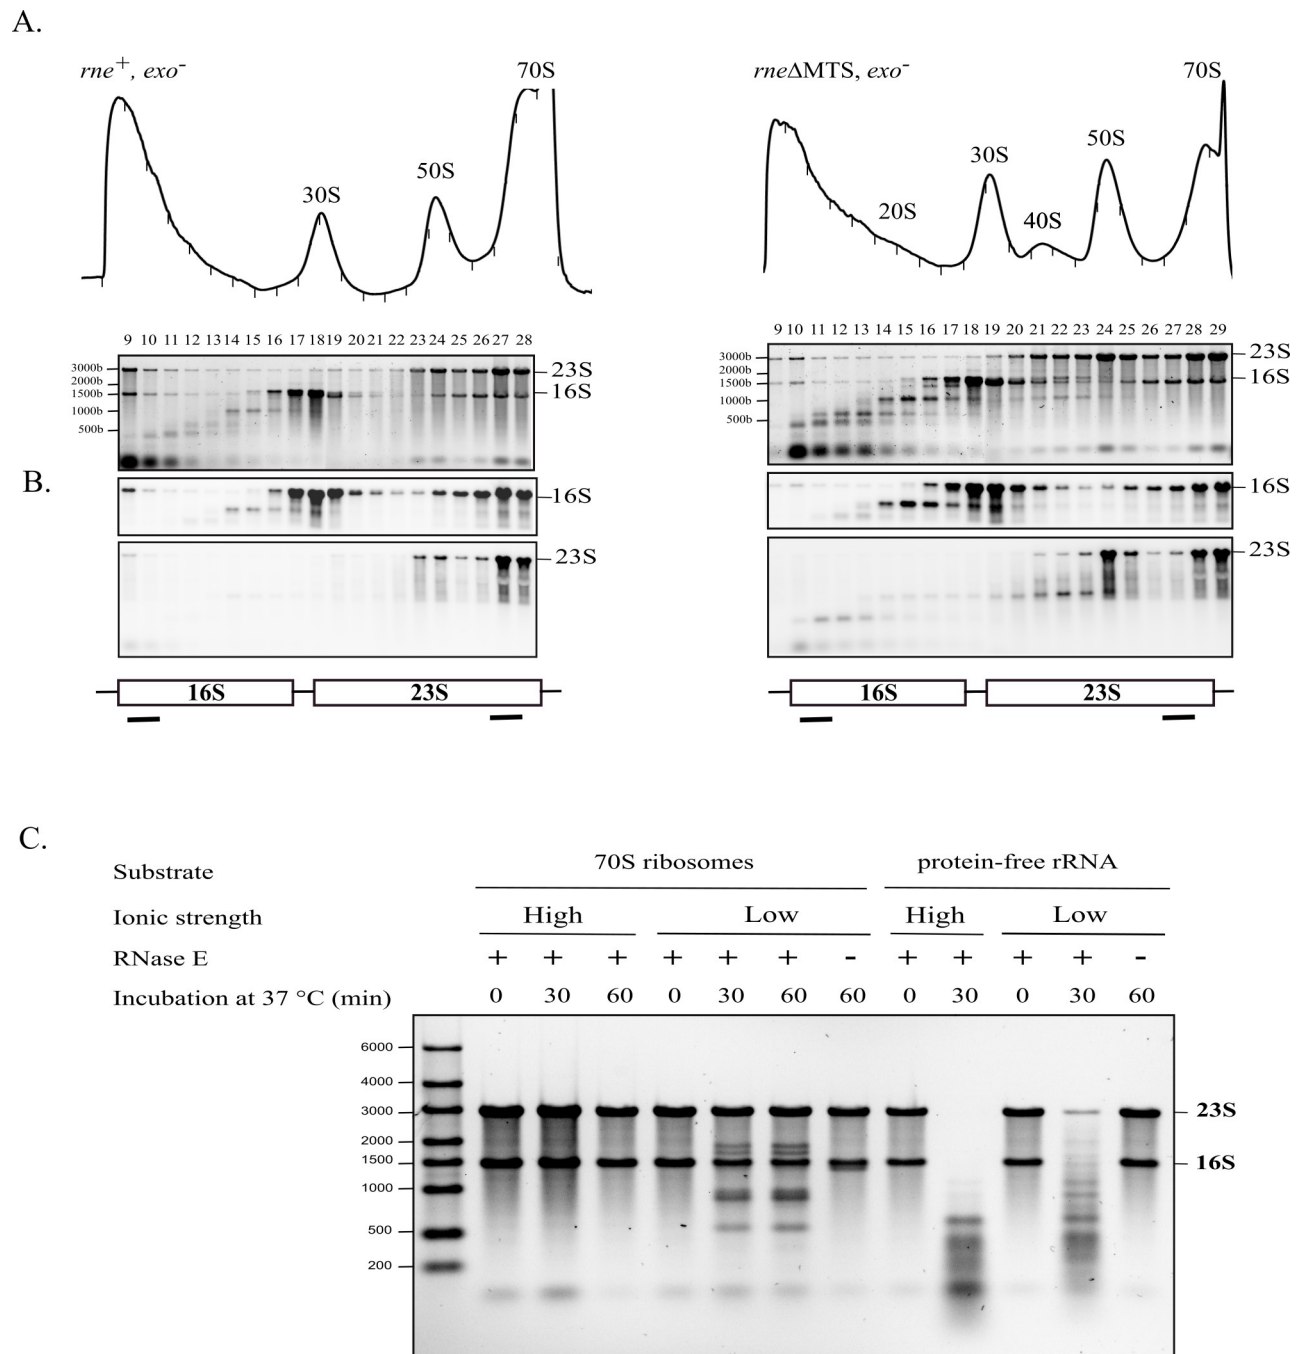 A.
rne+, exo-
30S
50S
70S
rneΔMTS, exo-
20S
30S
40S
50S
70S
9 10 11 12 13 14 15 16 17 18 19 20 21 22 23 24 25 26 27 28
3000b
2000b
1500b
1000b
500b
23S
16S
9 10 11 12 13 14 15 16 17 18 19 20 21 22 23 24 25 26 27 28 29
3000b
2000b
1500b
1000b
500b
23S
16S
B.
16S
23S
16S
23S
16S 23S
16S 23S
C.
Substrate 70S ribosomes protein-free rRNA
Ionic strength High Low High Low
RNase E + + + + + + - + + + + -
Incubation at 37 °C (min) 0 30 60 0 30 60 60 0 30 0 30 60
6000
4000
3000
2000
1500
1000
500
200
23S
16S